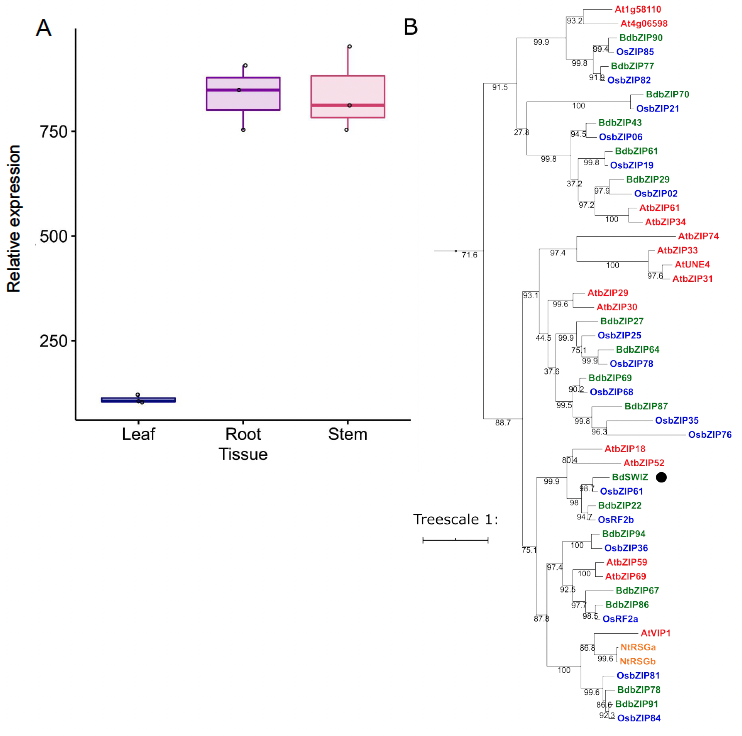 A
B
Relative expression
750
500
250
Leaf
Root
Stem
Tissue
Treescale 1:
At1g58110
At4g06598
BdbZIP90
OsZIP85
BdbZIP77
OsbZIP82
BdbZIP70
OsbZIP21
BdbZIP43
OsbZIP06
BdbZIP61
OsbZIP19
BdbZIP29
OsbZIP02
AtbZIP61
AtbZIP34
AtbZIP74
AtbZIP33
AtUNE4
AtbZIP31
AtbZIP29
AtbZIP30
BdbZIP27
OsbZIP25
BdbZIP64
OsbZIP78
BdbZIP69
OsbZIP68
BdbZIP87
OsbZIP35
OsbZIP76
AtbZIP18
AtbZIP52
BdSWIZ
OsbZIP61
BdbZIP22
OsRF2b
BdbZIP94
OsbZIP36
AtbZIP59
AtbZIP69
BdbZIP67
BdbZIP86
OsRF2a
AtVIP1
NtRSGa
NtRSGb
OsbZIP81
BdbZIP78
BdbZIP91
OsbZIP84
93.2
99.9
99.4
99.8
91.5
100
27.8
94.5
99.8
99.8
37.2
97.9
97.2
100
71.6
97.4
100
97.6
93.1
99.6
44.5
99.9
75.1
99.9
37.6
90.2
99.5
99.8
96.3
88.7
80.4
99.9
98
94.7
75.1
100
97.4
100
92.5
97.7
98.5
87.8
86.8
99.6
100
99.6
92.3